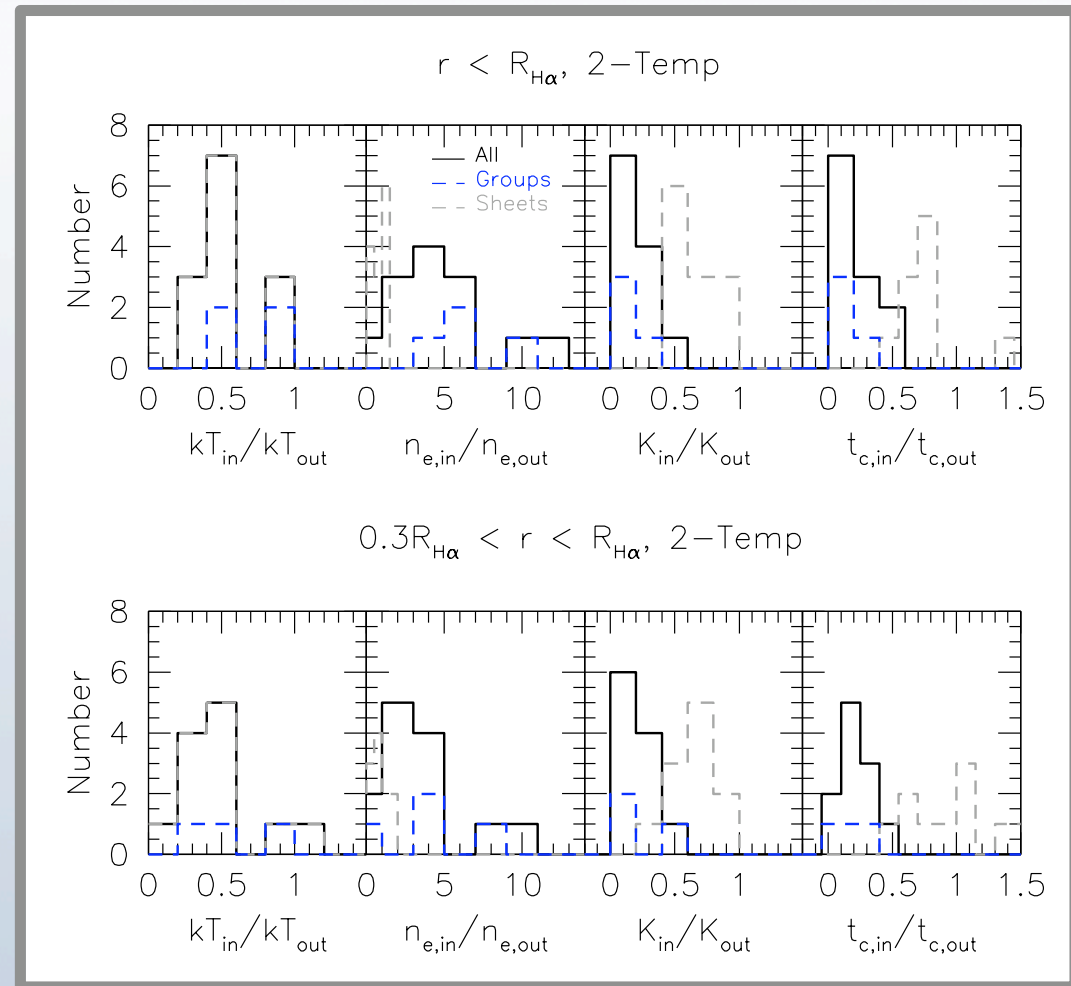 r < R_Hα, 2−Temp
8
6
4
2
0
Number
All
Groups
Sheets
0 0.5 1 0 5 10 0 0.5 1 0 0.5 1 1.5
kT_in/kT_out n_e,in/n_e,out K_in/K_out t_c,in/t_c,out
0.3R_Hα < r < R_Hα, 2−Temp
8
6
4
2
0
Number
0 0.5 1 0 5 10 0 0.5 1 0 0.5 1 1.5
kT_in/kT_out n_e,in/n_e,out K_in/K_out t_c,in/t_c,out